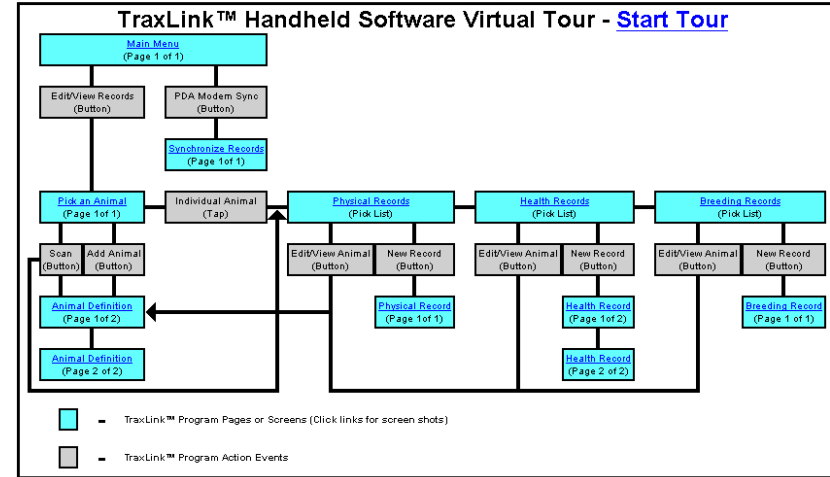 TraxLink™ Handheld Software Virtual Tour - Start Tour
Main Menu
(Page 1 of 1)
Edit/View Records
(Button)
PDA Modem Sync
(Button)
Synchronize Records
(Page 1of 1)
Pick an Animal
(Page 1of 1)
Individual Animal
(Tap)
Physical Records
(Pick List)
Health Records
(Pick List)
Breeding Records
(Pick List)
Scan
(Button)
Add Animal
(Button)
Edit/View Animal
(Button)
New Record
(Button)
Edit/View Animal
(Button)
New Record
(Button)
Edit/View Animal
(Button)
New Record
(Button)
Animal Definition
(Page 1of 2)
Physical Record
(Page 1of 1)
Health Record
(Page 1of 2)
Breeding Record
(Page 1 of 1)
Animal Definition
(Page 2 of 2)
Health Record
(Page 2 of 2)
- TraxLink™ Program Pages or Screens (Click links for screen shots)
- TraxLink™ Program Action Events